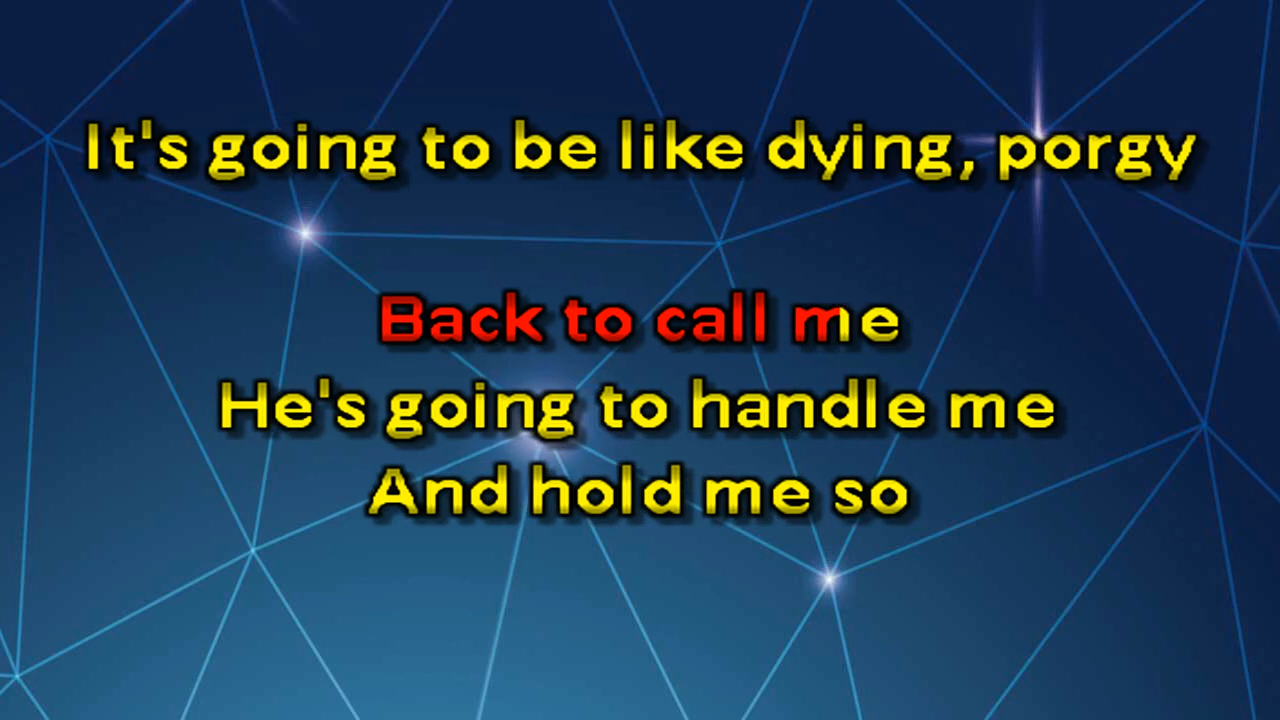 It's going to be like dying, porgy
Back to call me
He's going to handle me
And hold me so